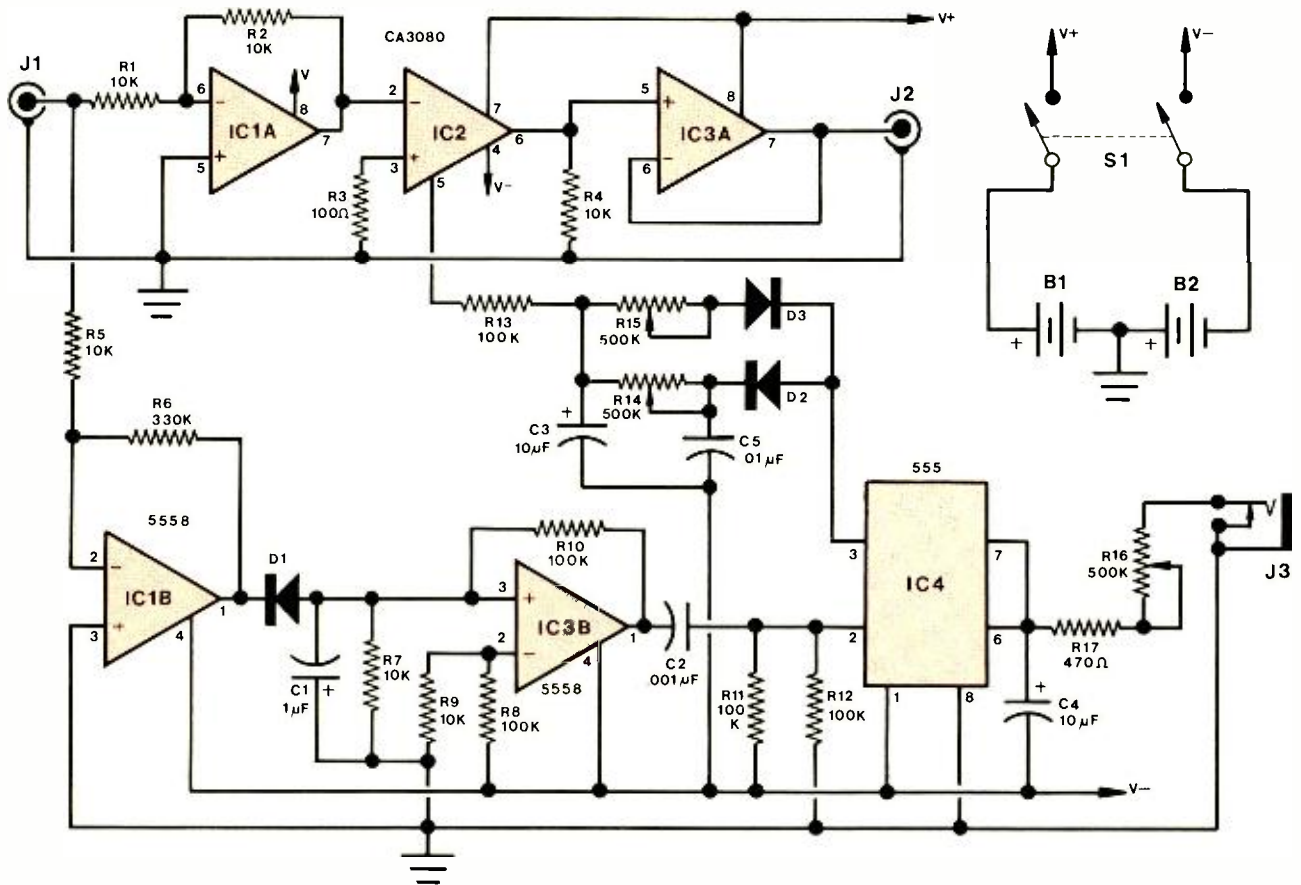 J1
R1
10K
R2
10K
6
-
+
5
IC1A
V
8
7
CA3080
2
-
+
3
IC2
7
4
V-
6
5
R3
100Ω
R4
10K
5
+
-
6
IC3A
8
7
V+
J2
V+
V-
S1
B1
+
B2
+
R5
10K
R13
100K
R15
500K
D3
R14
500K
D2
+
C3
10µF
C5
01µF
R6
330K
5558
2
-
+
3
IC1B
1
4
D1
C1
1µF
+
R7
10K
R10
100K
3
+
2
-
IC3B
1
4
5558
R9
10K
R8
100K
C2
001µF
R11
100
K
R12
100K
555
3
7
IC4
2
6
1
8
R17
470Ω
R16
500K
J3
+
C4
10µF
V-